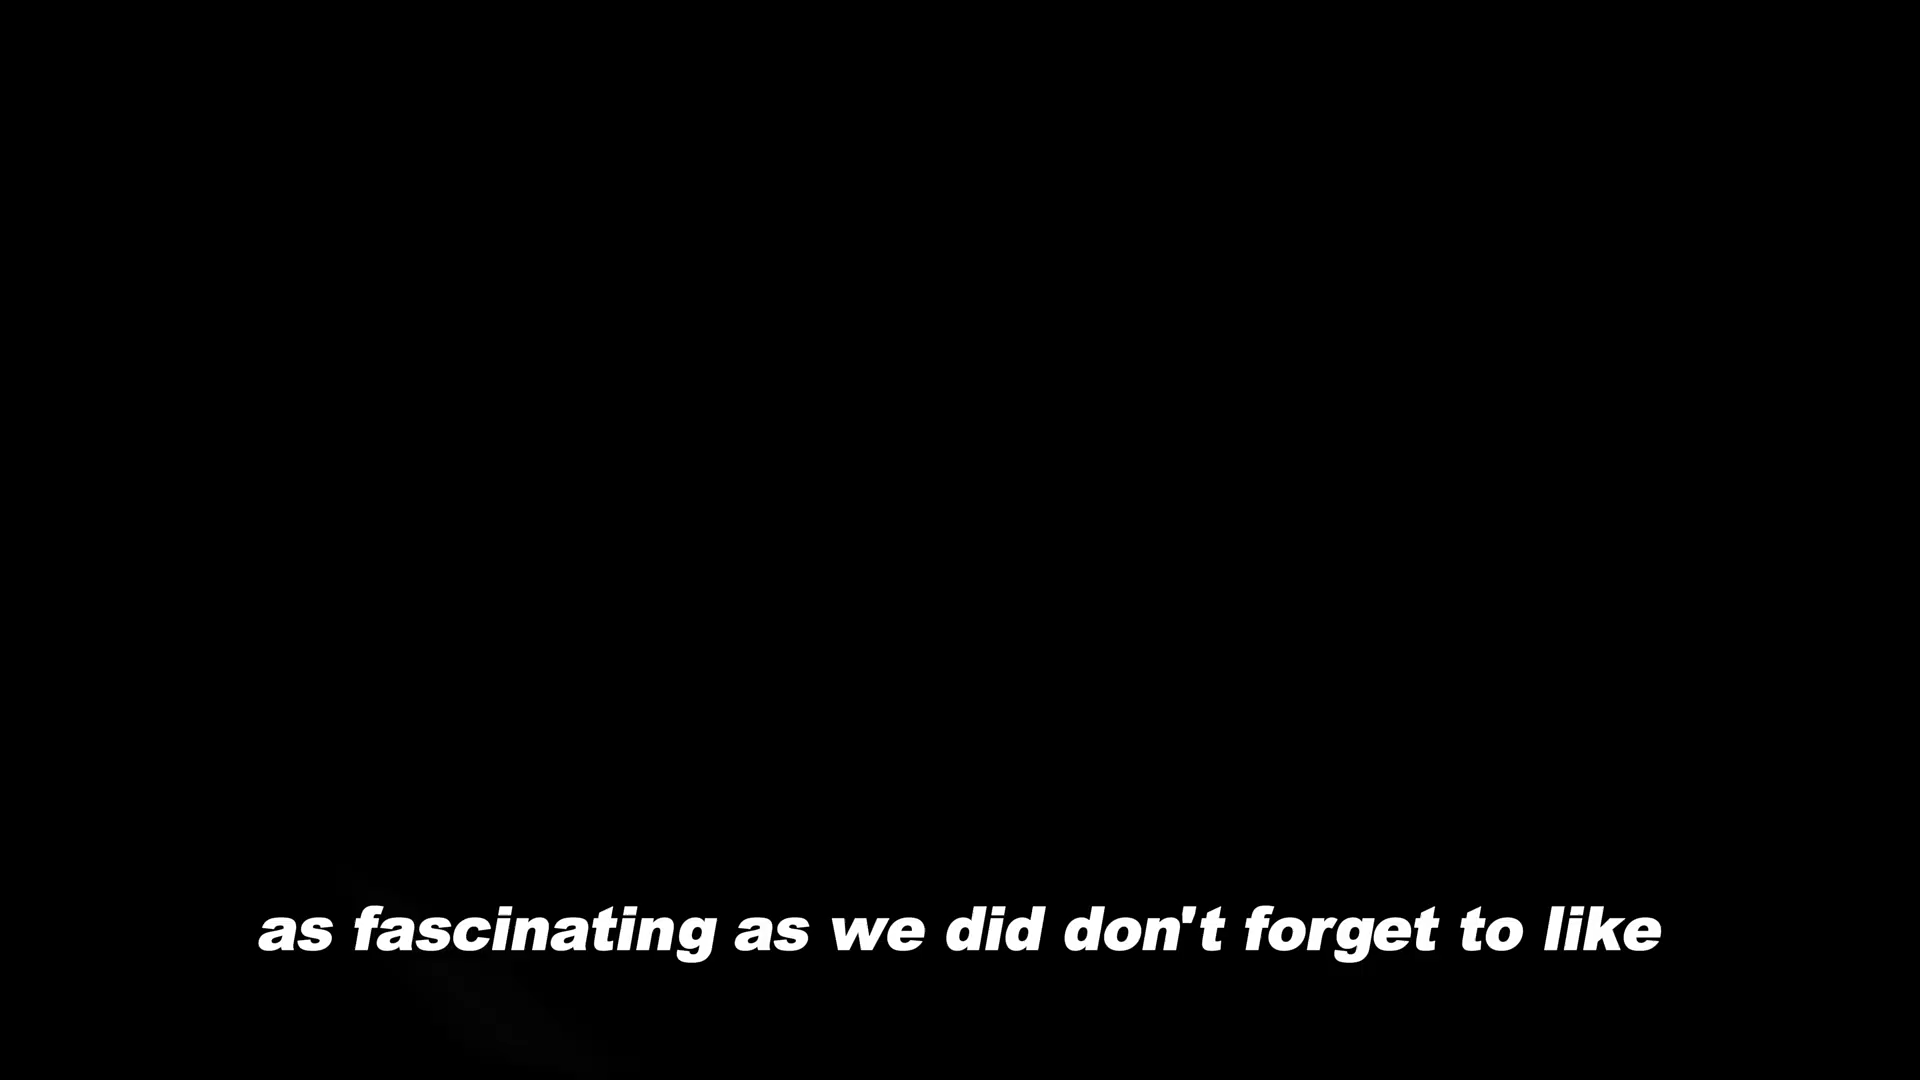 as fascinating as we did don't forget to like